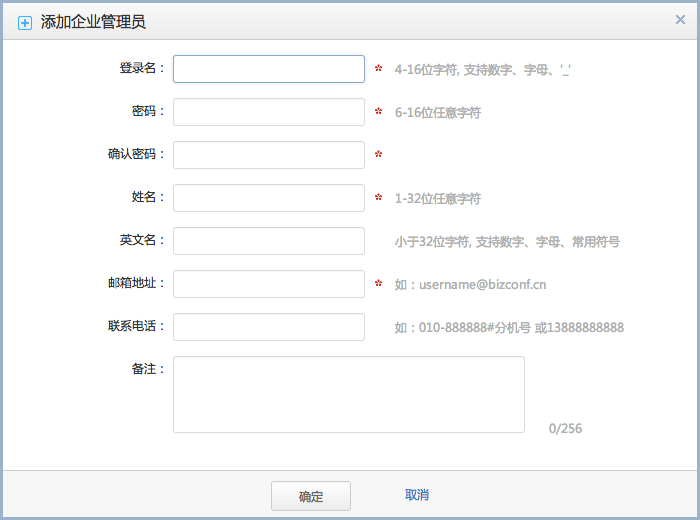 添加企业管理员
登录名： * 4-16位字符, 支持数字、字母、'_'
密码： * 6-16位任意字符
确认密码： *
姓名： * 1-32位任意字符
英文名： 小于32位字符, 支持数字、字母、常用符号
邮箱地址： * 如：username@bizconf.cn
联系电话： 如：010-888888#分机号 或13888888888
备注：
0/256
确定 取消